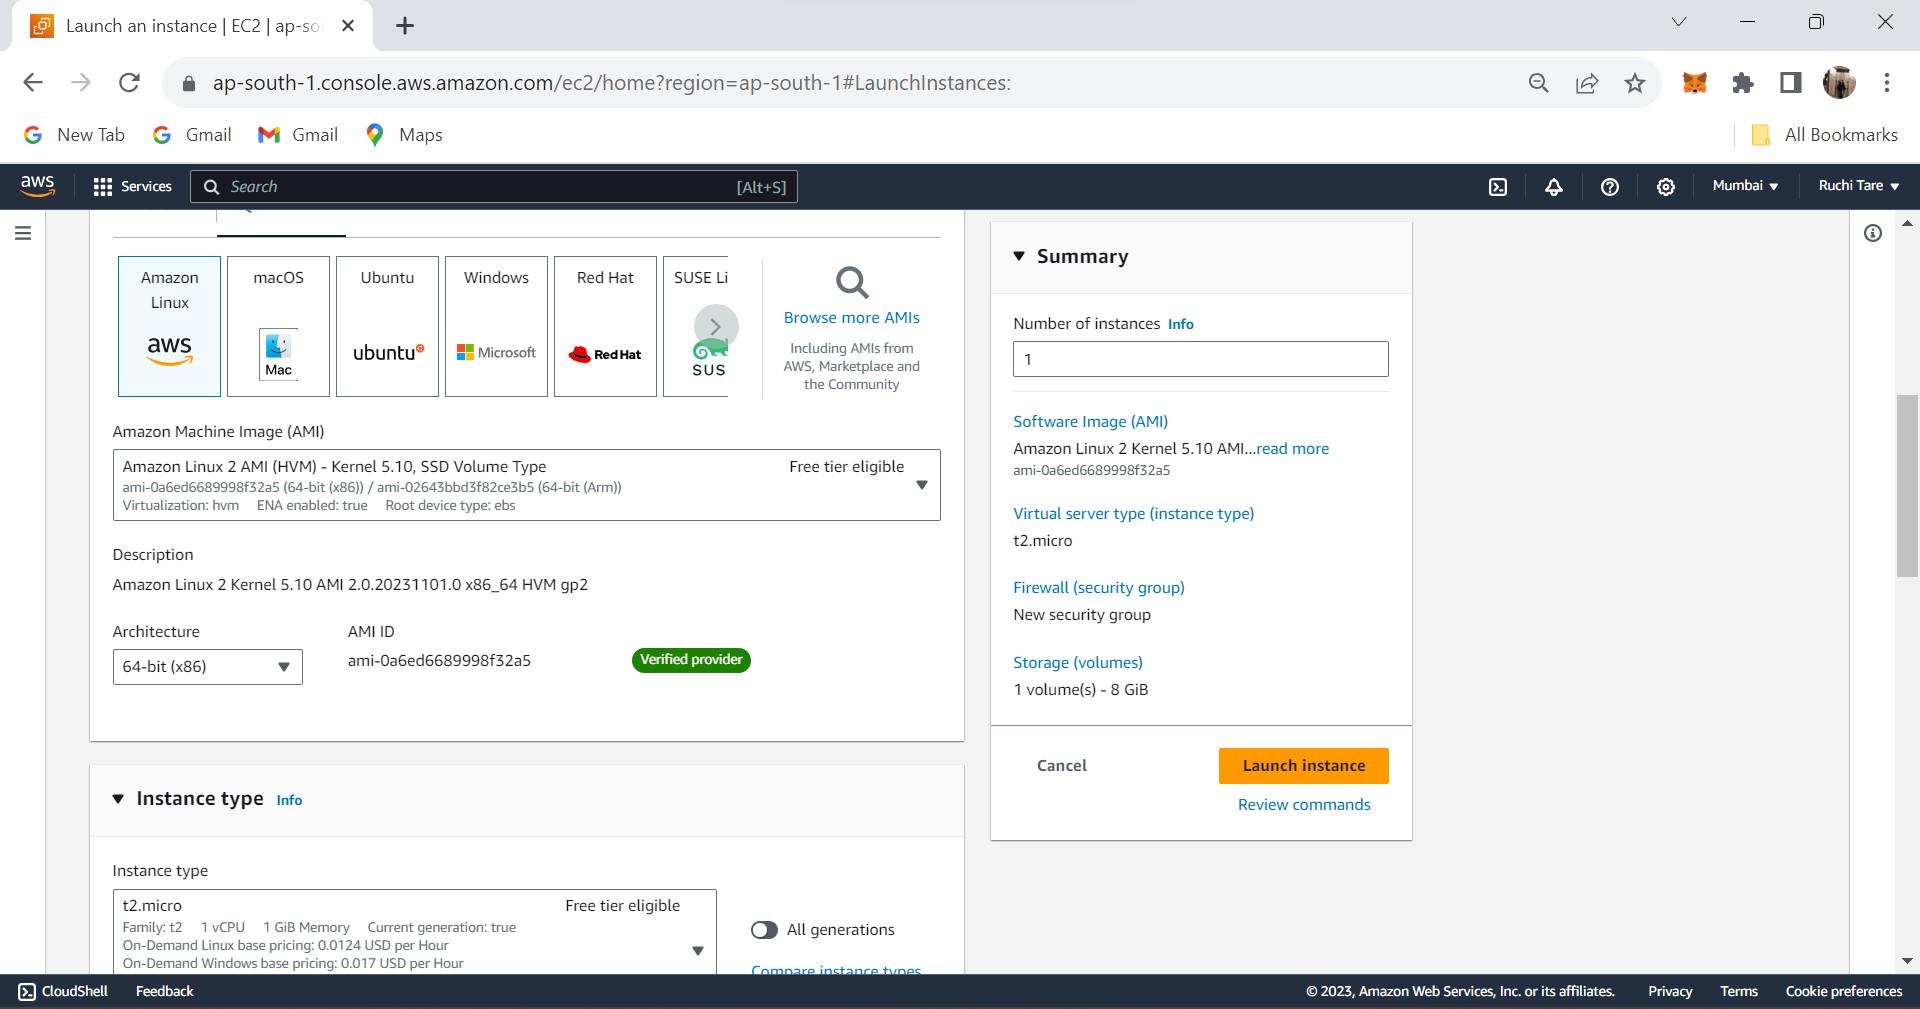 Launch an instance | EC2 | ap-so
ap-south-1.console.aws.amazon.com/ec2/home?region=ap-south-1#LaunchInstances:
New Tab
Gmail
Gmail
Maps
All Bookmarks
aws
Services
Search
[Alt+S]
Mumbai
Ruchi Tare
Amazon
Linux
aws
macOS
Mac
Ubuntu
ubuntu
Windows
Microsoft
Red Hat
Red Hat
SUSE Li
SUS
Browse more AMIs
Including AMIs from
AWS, Marketplace and
the Community
Amazon Machine Image (AMI)
Amazon Linux 2 AMI (HVM) - Kernel 5.10, SSD Volume Type
Free tier eligible
ami-0a6ed6689998f32a5 (64-bit (x86)) / ami-02643bbd3f82ce3b5 (64-bit (Arm))
Virtualization: hvm ENA enabled: true Root device type: ebs
Description
Amazon Linux 2 Kernel 5.10 AMI 2.0.20231101.0 x86_64 HVM gp2
Architecture
64-bit (x86)
AMI ID
ami-0a6ed6689998f32a5
Verified provider
Instance type Info
Instance type
t2.micro
Free tier eligible
Family: t2 1 vCPU 1 GiB Memory Current generation: true
On-Demand Linux base pricing: 0.0124 USD per Hour
On-Demand Windows base pricing: 0.017 USD per Hour
All generations
Compare instance types
Summary
Number of instances Info
1
Software Image (AMI)
Amazon Linux 2 Kernel 5.10 AMI...read more
ami-0a6ed6689998f32a5
Virtual server type (instance type)
t2.micro
Firewall (security group)
New security group
Storage (volumes)
1 volume(s) - 8 GiB
Cancel
Launch instance
Review commands
CloudShell
Feedback
© 2023, Amazon Web Services, Inc. or its affiliates.
Privacy
Terms
Cookie preferences